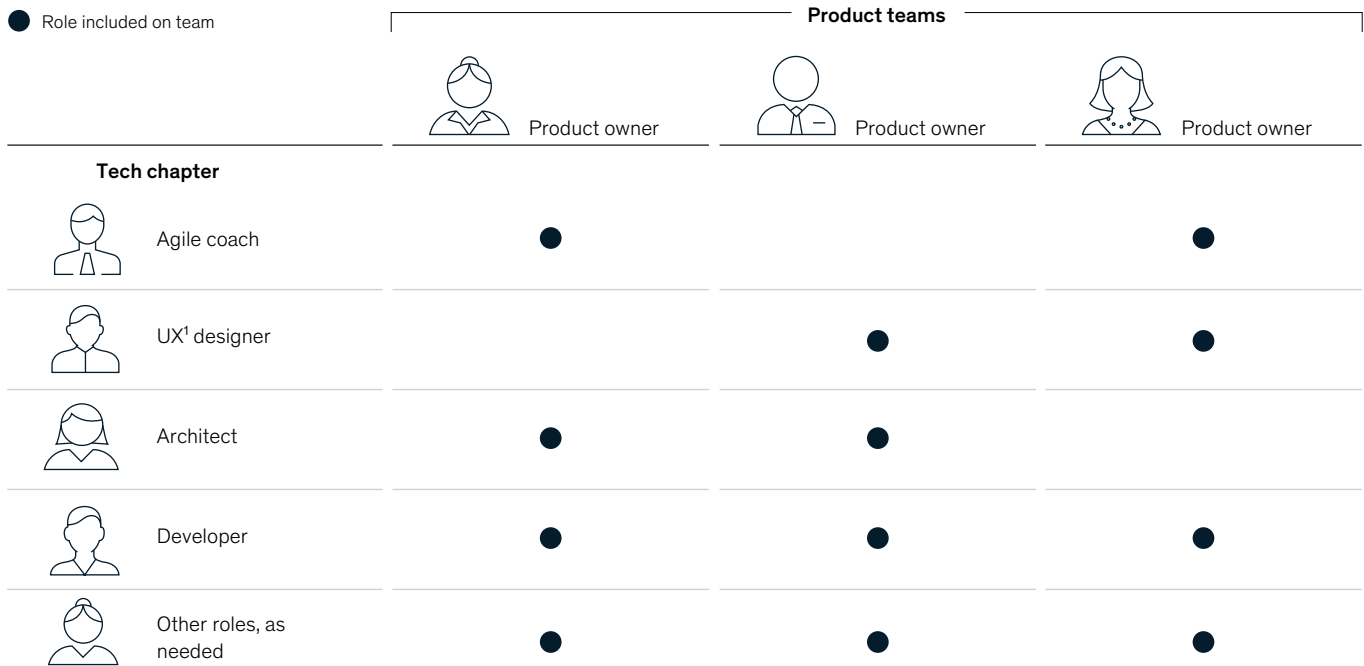 Role included on team
Product teams
Product owner
Product owner
Product owner
Tech chapter
Agile coach
UX¹ designer
Architect
Developer
Other roles, as
needed